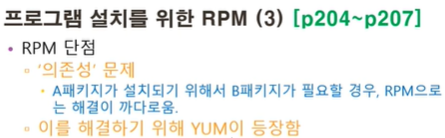 프로그램 설치를 위한 RPM (3) [p204~p207]
• RPM 단점
▫ '의존성' 문제
• A패키지가 설치되기 위해서 B패키지가 필요할 경우, RPM으로
는 해결이 까다로움.
▫ 이를 해결하기 위해 YUM이 등장함